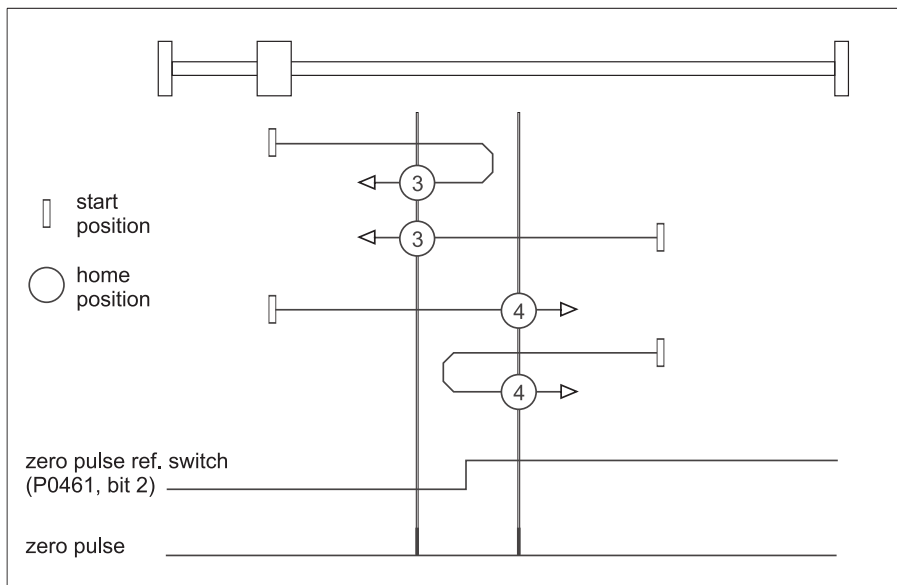 3
start
position
3
home
position
4
4
zero pulse ref. switch
(P0461, bit 2)
zero pulse